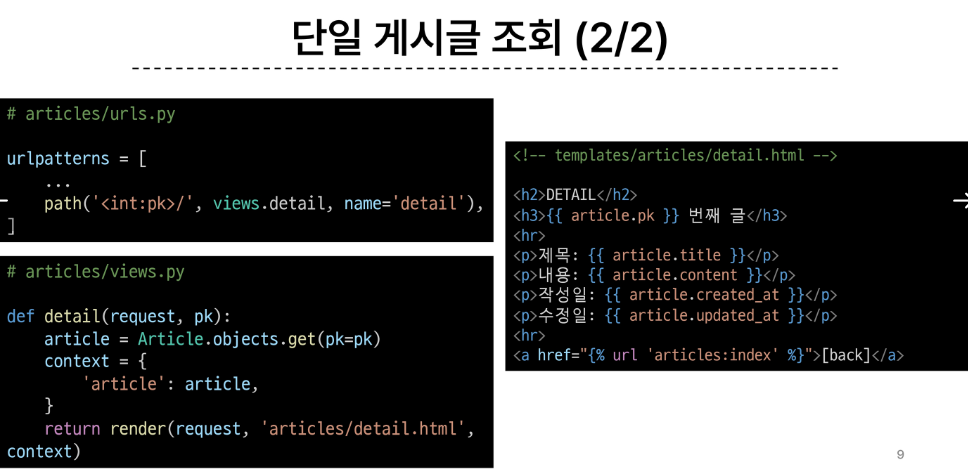 단일 게시글 조회 (2/2)
# articles/urls.py
urlpatterns = [
    ...
    path('<int:pk>/', views.detail, name='detail'),
]
# articles/views.py
def detail(request, pk):
    article = Article.objects.get(pk=pk)
    context = {
        'article': article,
    }
    return render(request, 'articles/detail.html',
context)
<!-- templates/articles/detail.html -->
<h2>DETAIL</h2>
<h3>{{ article.pk }} 번째 글</h3>
<hr>
<p>제목: {{ article.title }}</p>
<p>내용: {{ article.content }}</p>
<p>작성일: {{ article.created_at }}</p>
<p>수정일: {{ article.updated_at }}</p>
<hr>
<a href="{% url 'articles:index' %}">[back]</a>
9